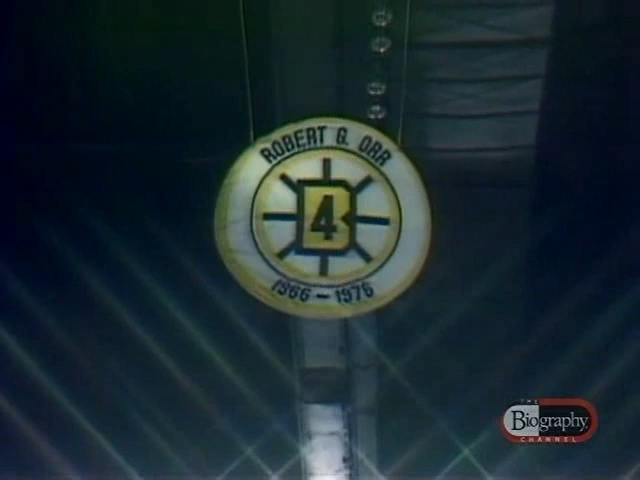 ROBERT G. ORR
B
4
1966 - 1976
THE
Biography
CHANNEL